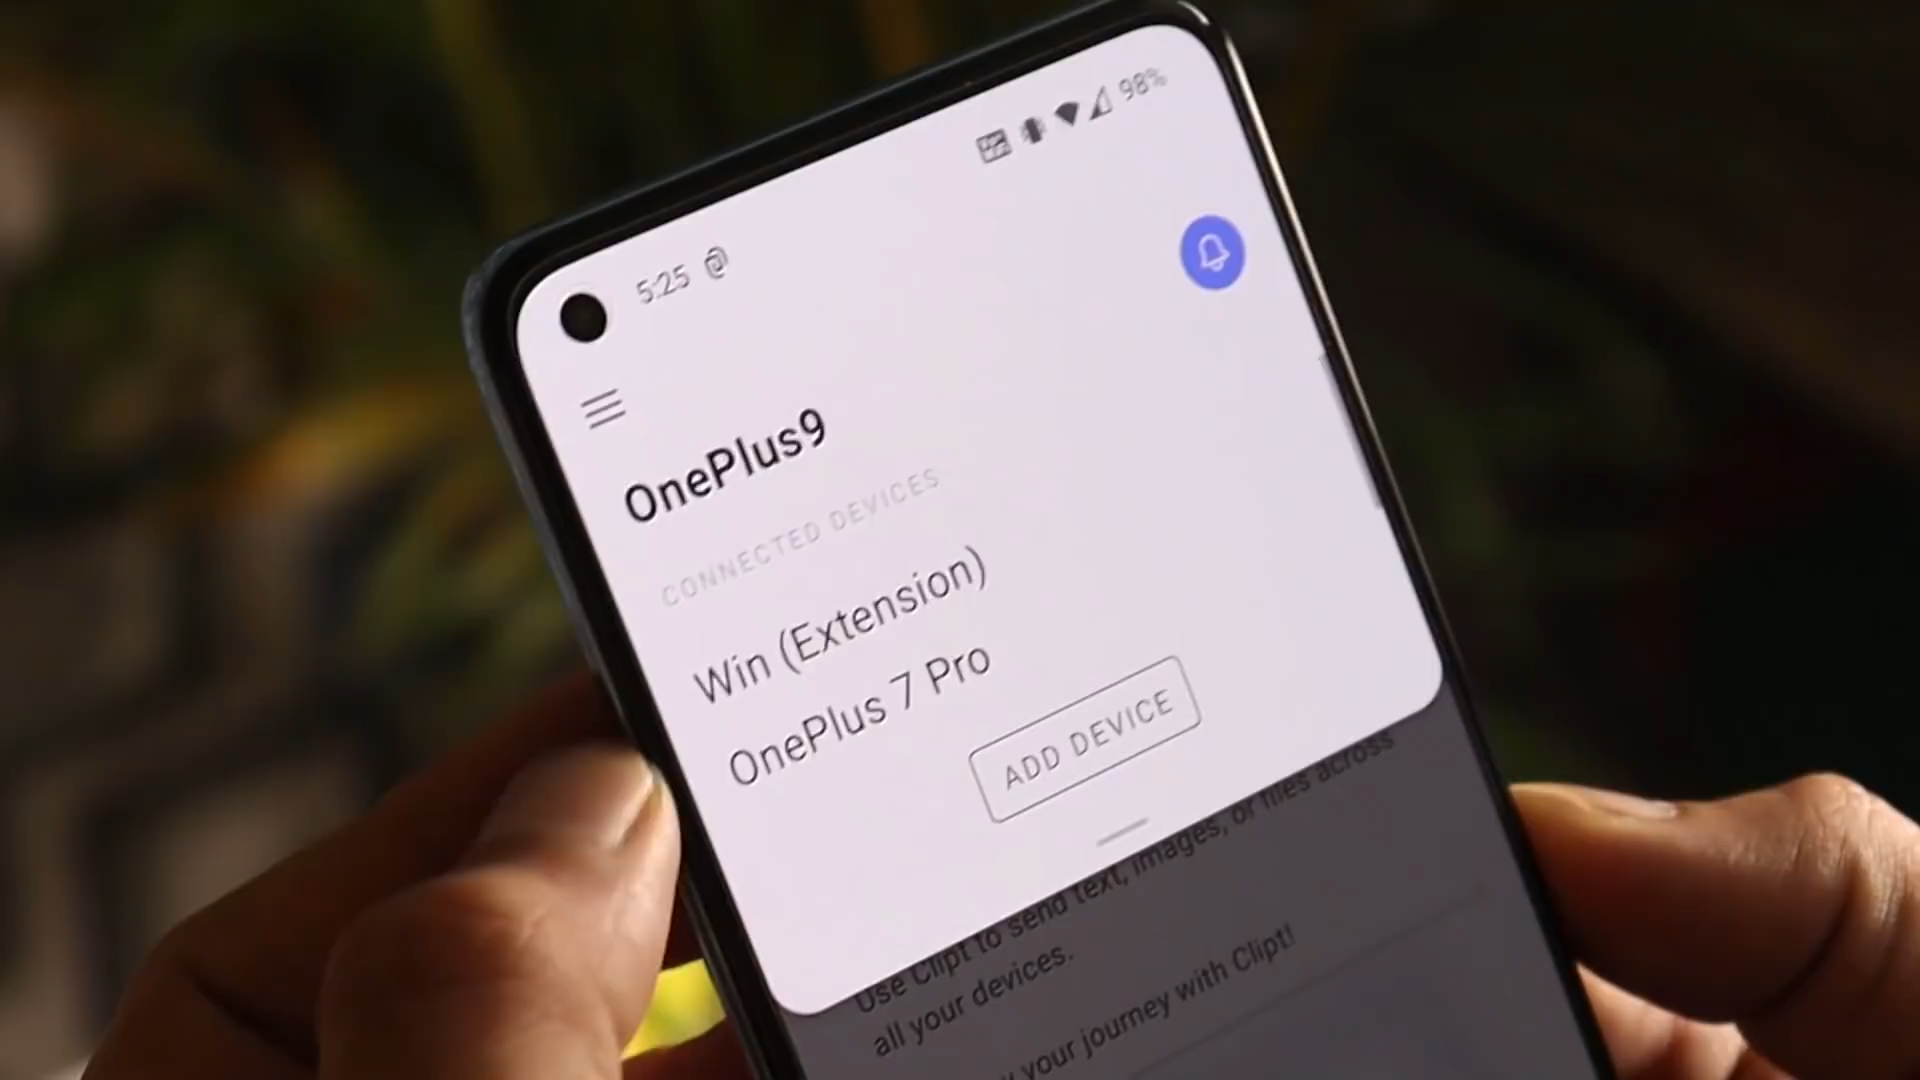 5:25 @
98%
OnePlus9
CONNECTED DEVICES
Win (Extension)
OnePlus 7 Pro
ADD DEVICE
Use Clipt to send text, images, or files across
all your devices.
your journey with Clipt!